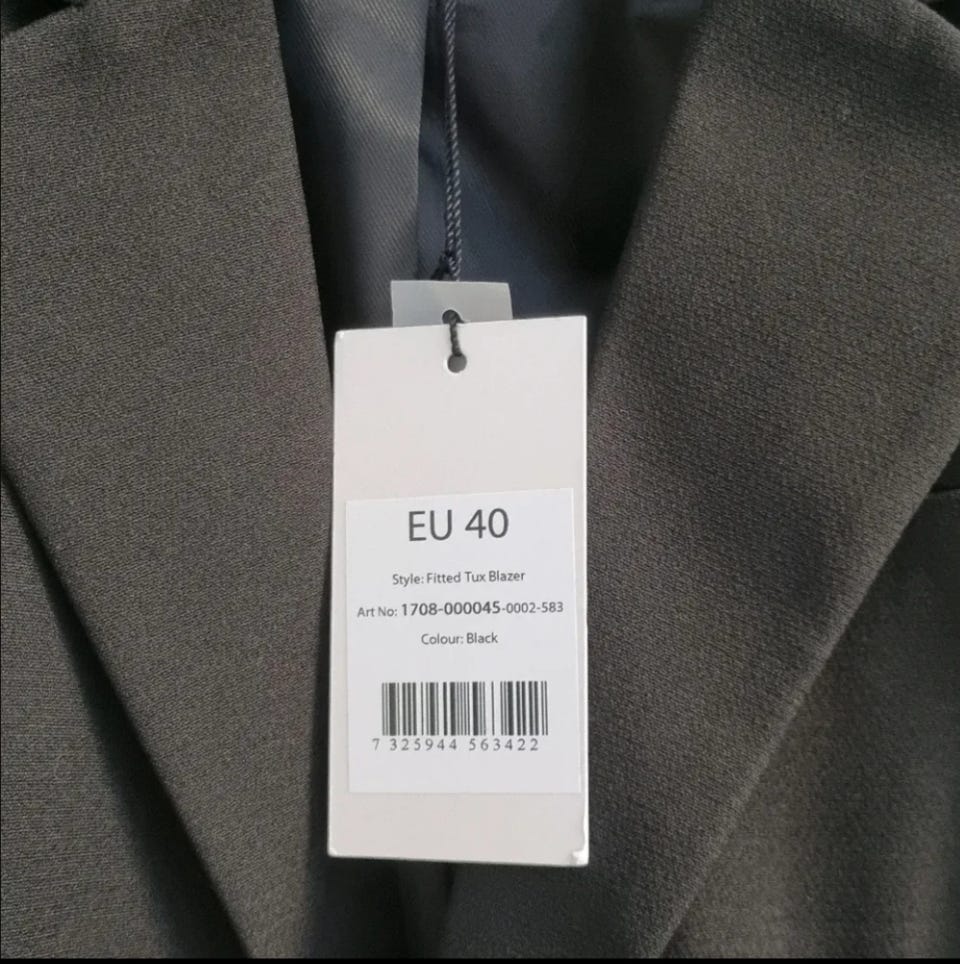 EU 40
Style: Fitted Tux Blazer
Art No: 1708-000045-0002-583
Colour: Black
7 325944 563422